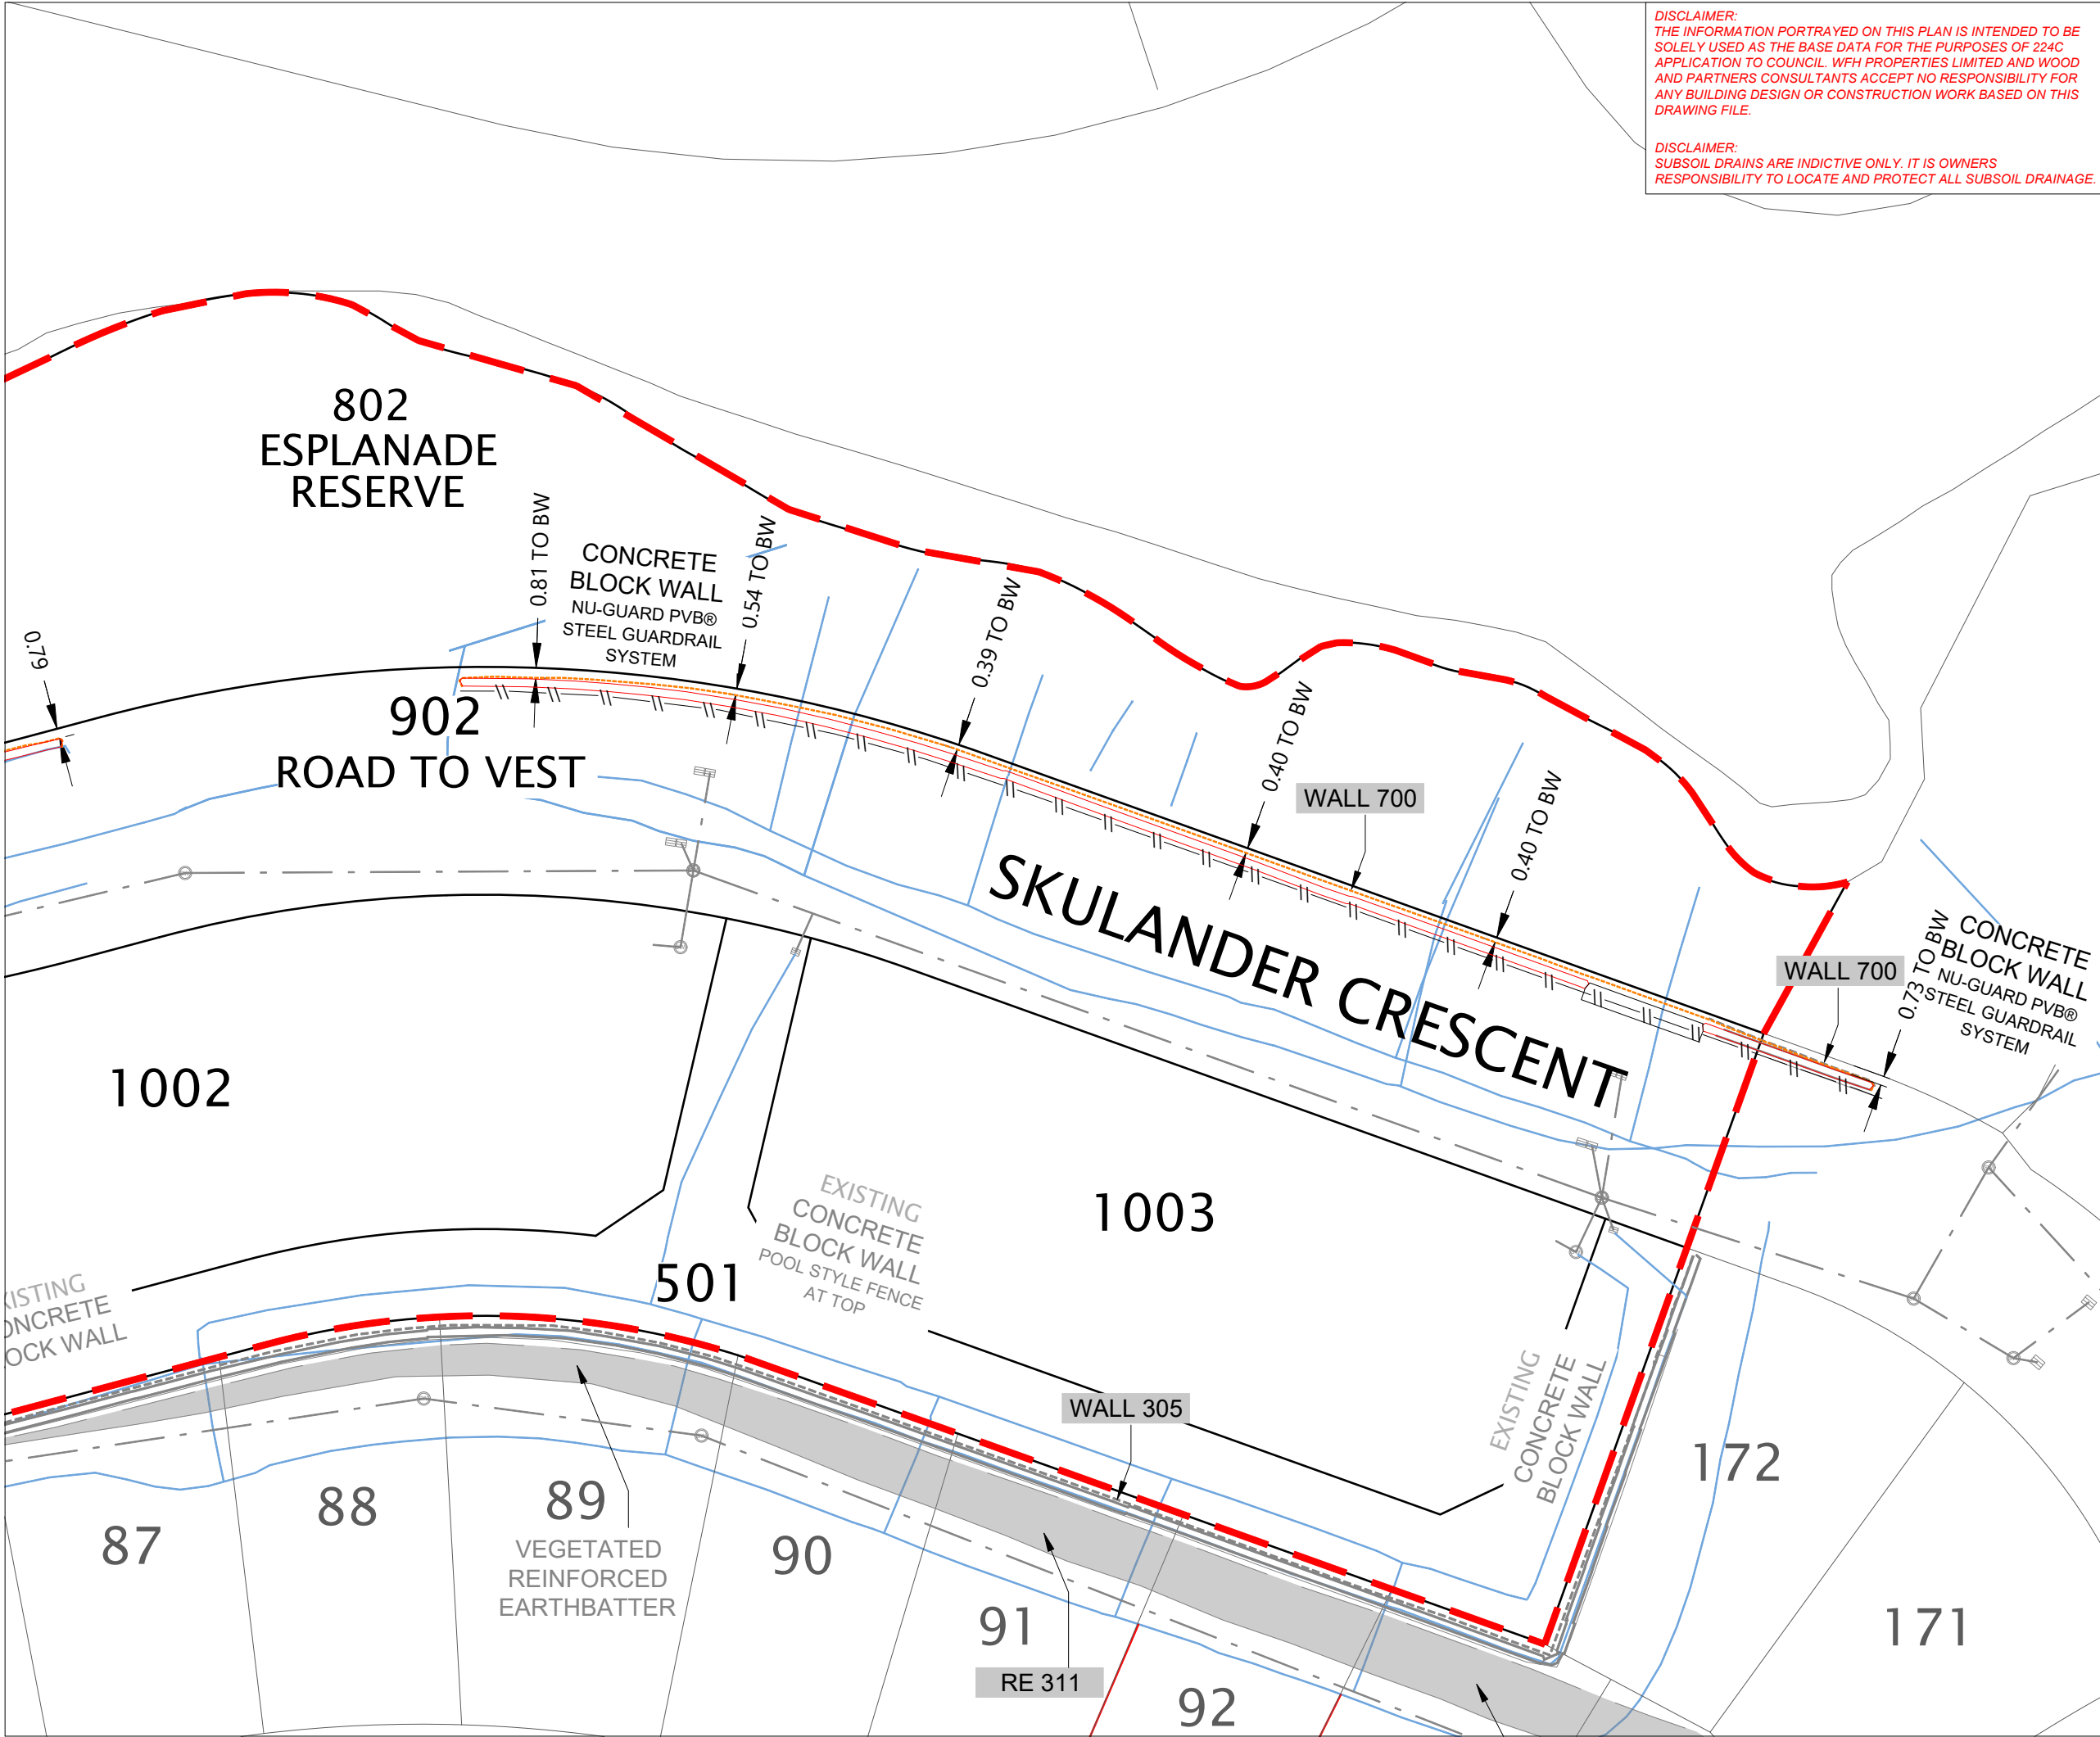 DISCLAIMER:
THE INFORMATION PORTRAYED ON THIS PLAN IS INTENDED TO BE
SOLELY USED AS THE BASE DATA FOR THE PURPOSES OF 224C
APPLICATION TO COUNCIL. WFH PROPERTIES LIMITED AND WOOD
AND PARTNERS CONSULTANTS ACCEPT NO RESPONSIBILITY FOR
ANY BUILDING DESIGN OR CONSTRUCTION WORK BASED ON THIS
DRAWING FILE.
DISCLAIMER:
SUBSOIL DRAINS ARE INDICTIVE ONLY. IT IS OWNERS
RESPONSIBILITY TO LOCATE AND PROTECT ALL SUBSOIL DRAINAGE.
802
ESPLANADE
RESERVE
0.81 TO BW
CONCRETE
BLOCK WALL
NU-GUARD PVB®
STEEL GUARDRAIL
SYSTEM
0.54 TO BW
0.39 TO BW
0.79
902
ROAD TO VEST
0.40 TO BW
WALL 700
0.40 TO BW
SKULANDER CRESCENT
WALL 700
0.73 TO BW
CONCRETE
BLOCK WALL
NU-GUARD PVB®
STEEL GUARDRAIL
SYSTEM
1002
1003
EXISTING
CONCRETE
BLOCK WALL
POOL STYLE FENCE
AT TOP
501
XISTING
ONCRETE
OCK WALL
WALL 305
EXISTING
CONCRETE
BLOCK WALL
172
87
88
89
VEGETATED
REINFORCED
EARTHBATTER
90
91
RE 311
92
171